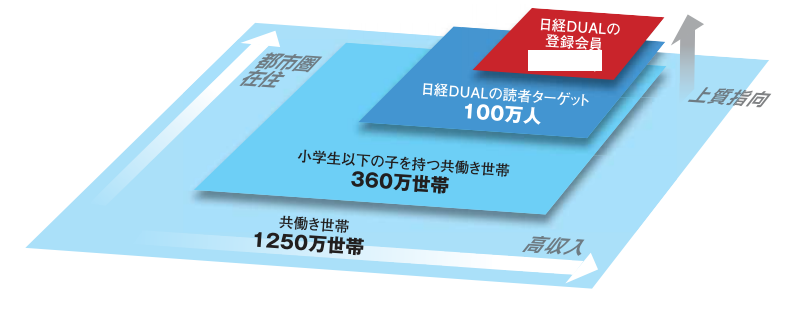 日経DUALの
登録会員
都市圏
在住
上質指向
日経DUALの読者ターゲット
100万人
小学生以下の子を持つ共働き世帯
360万世帯
共働き世帯
1250万世帯
高収入